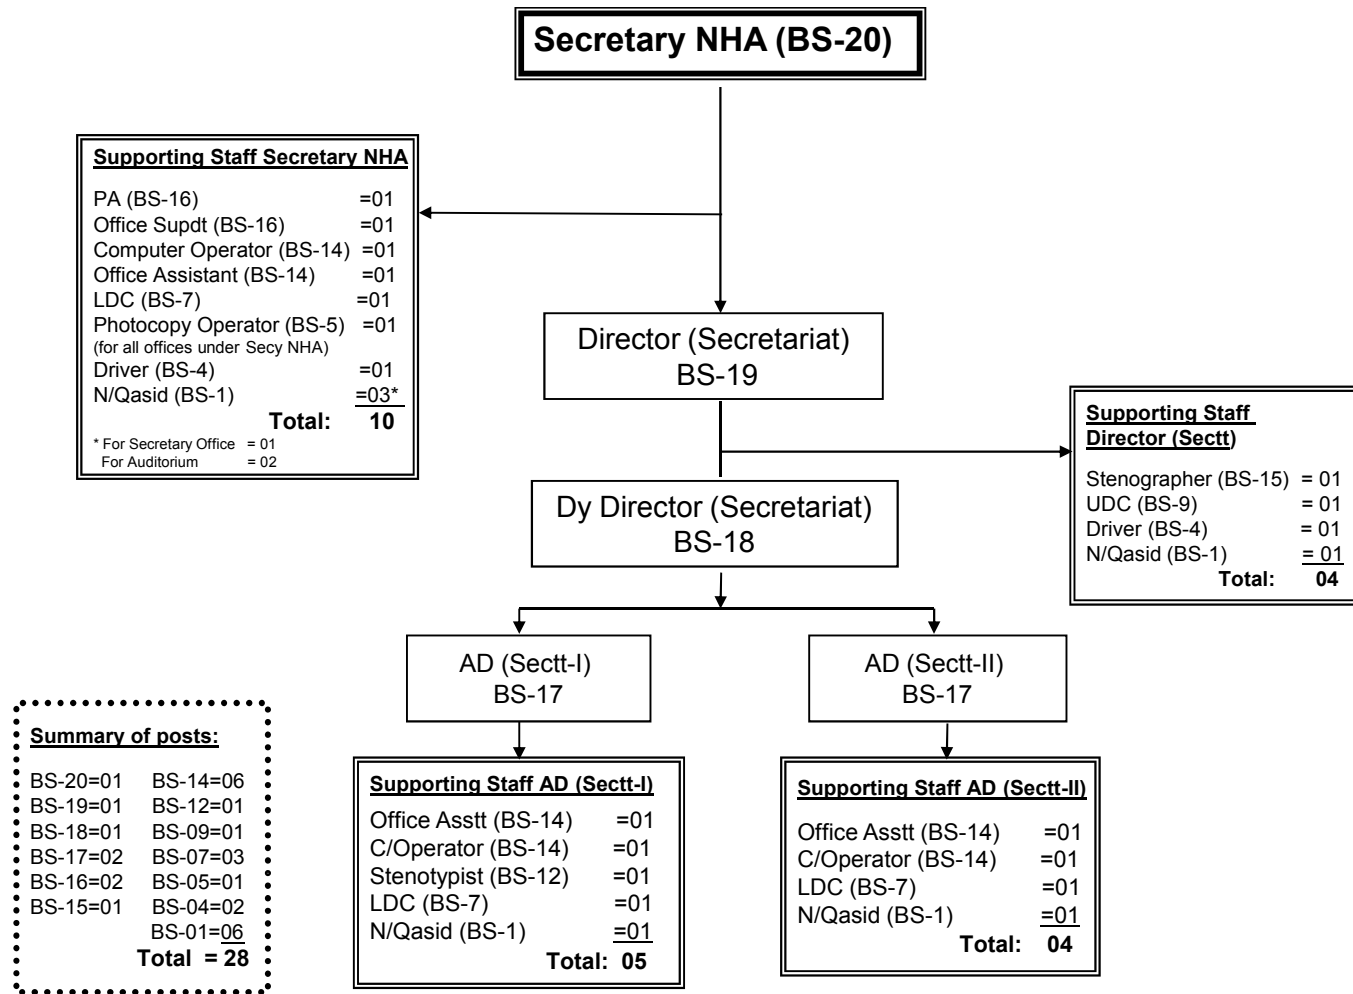 Secretary NHA (BS-20)
Supporting Staff Secretary NHA
PA (BS-16) =01
Office Supdt (BS-16) =01
Computer Operator (BS-14) =01
Office Assistant (BS-14) =01
LDC (BS-7) =01
Photocopy Operator (BS-5) =01
(for all offices under Secy NHA)
Driver (BS-4) =01
N/Qasid (BS-1) =03*
Total: 10
* For Secretary Office = 01
For Auditorium = 02
Director (Secretariat)
BS-19
Supporting Staff
Director (Sectt)
Stenographer (BS-15) = 01
UDC (BS-9) = 01
Driver (BS-4) = 01
N/Qasid (BS-1) = 01
Total: 04
Dy Director (Secretariat)
BS-18
AD (Sectt-I)
BS-17
AD (Sectt-II)
BS-17
Summary of posts:
BS-20=01 BS-14=06
BS-19=01 BS-12=01
BS-18=01 BS-09=01
BS-17=02 BS-07=03
BS-16=02 BS-05=01
BS-15=01 BS-04=02
BS-01=06
Total = 28
Supporting Staff AD (Sectt-I)
Office Asstt (BS-14) =01
C/Operator (BS-14) =01
Stenotypist (BS-12) =01
LDC (BS-7) =01
N/Qasid (BS-1) =01
Total: 05
Supporting Staff AD (Sectt-II)
Office Asstt (BS-14) =01
C/Operator (BS-14) =01
LDC (BS-7) =01
N/Qasid (BS-1) =01
Total: 04